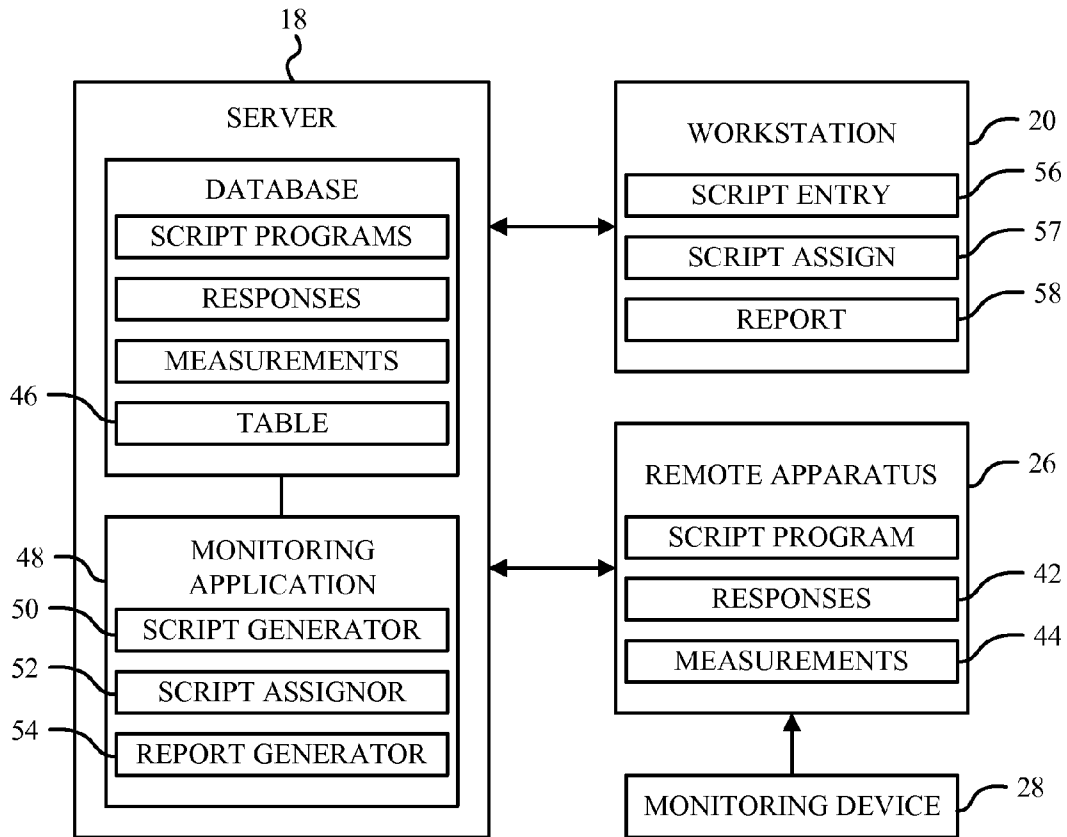 18
SERVER
DATABASE
SCRIPT PROGRAMS
RESPONSES
MEASUREMENTS
46
TABLE
48
MONITORING
APPLICATION
50
SCRIPT GENERATOR
52
SCRIPT ASSIGNOR
54
REPORT GENERATOR
WORKSTATION
20
SCRIPT ENTRY
56
SCRIPT ASSIGN
57
REPORT
58
REMOTE APPARATUS
26
SCRIPT PROGRAM
RESPONSES
42
MEASUREMENTS
44
MONITORING DEVICE
28